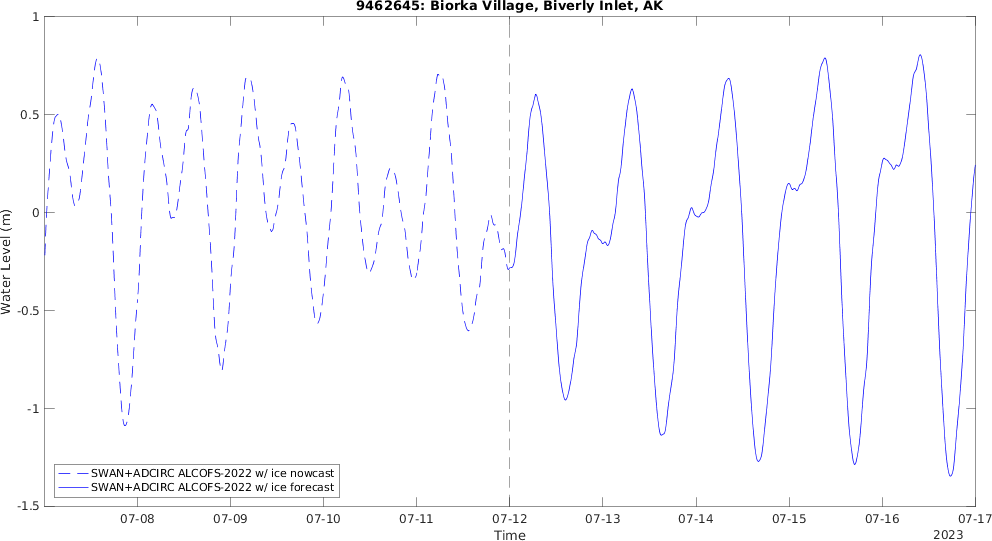 9462645: Biorka Village, Biverly Inlet, AK
1
0.5
0
-0.5
-1
-1.5
Water Level (m)
SWAN+ADCIRC ALCOFS-2022 w/ ice nowcast
SWAN+ADCIRC ALCOFS-2022 w/ ice forecast
07-08 07-09 07-10 07-11 07-12 07-13 07-14 07-15 07-16 07-17
Time
2023